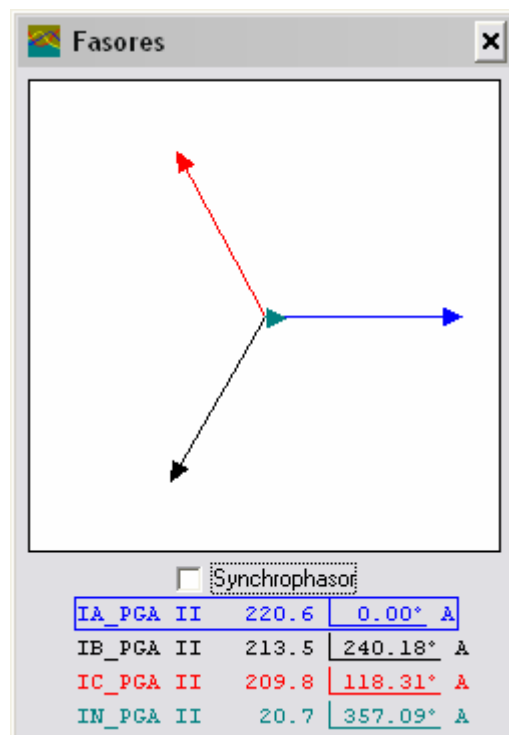 Fasores
Synchrophasor
IA_PGA II 220.6 0.00° A
IB_PGA II 213.5 240.18° A
IC_PGA II 209.8 118.31° A
IN_PGA II 20.7 357.09° A